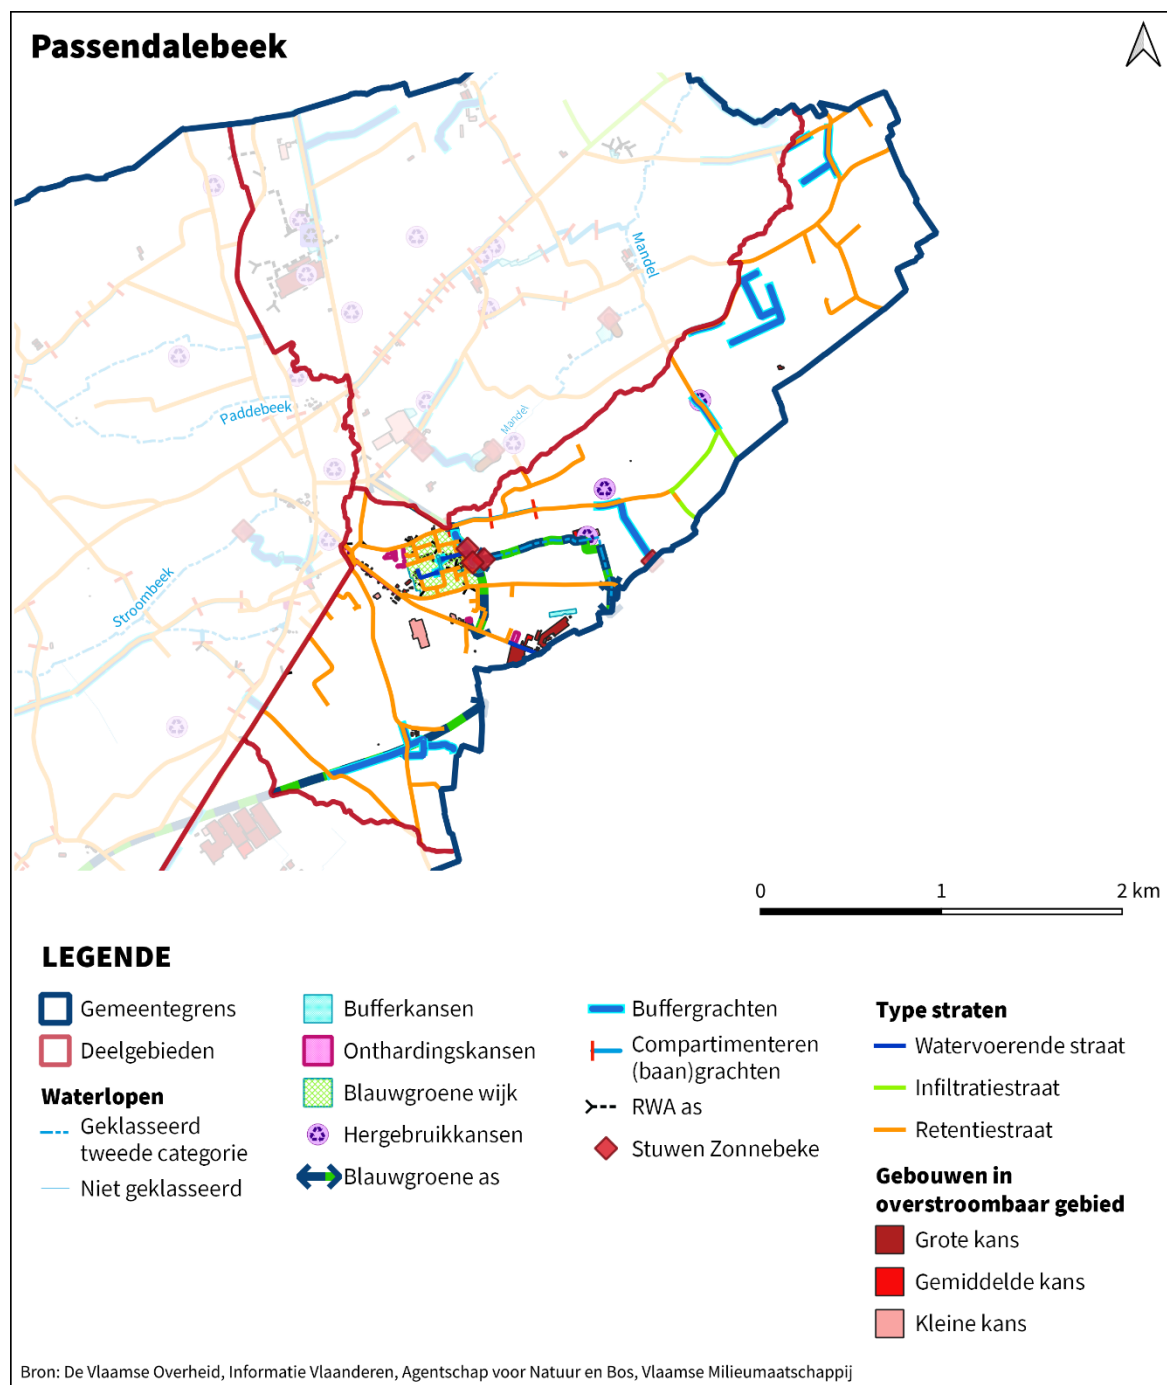 Passendalebeek
Mandel
Paddebeek
Mandel
Stroombeek
0 1 2 km
LEGENDE
Gemeentegrens
Deelgebieden
Waterlopen
Geklasseerd
tweede categorie
Niet geklasseerd
Bufferkansen
Onthardingskansen
Blauwgroene wijk
Hergebruikkansen
Blauwgroene as
Buffergrachten
Compartimenteren
(baan)grachten
RWA as
Stuwen Zonnebeke
Type straten
Watervoerende straat
Infiltratiestraat
Retentiestraat
Gebouwen in
overstroombaar gebied
Grote kans
Gemiddelde kans
Kleine kans
Bron: De Vlaamse Overheid, Informatie Vlaanderen, Agentschap voor Natuur en Bos, Vlaamse Milieumaatschappij